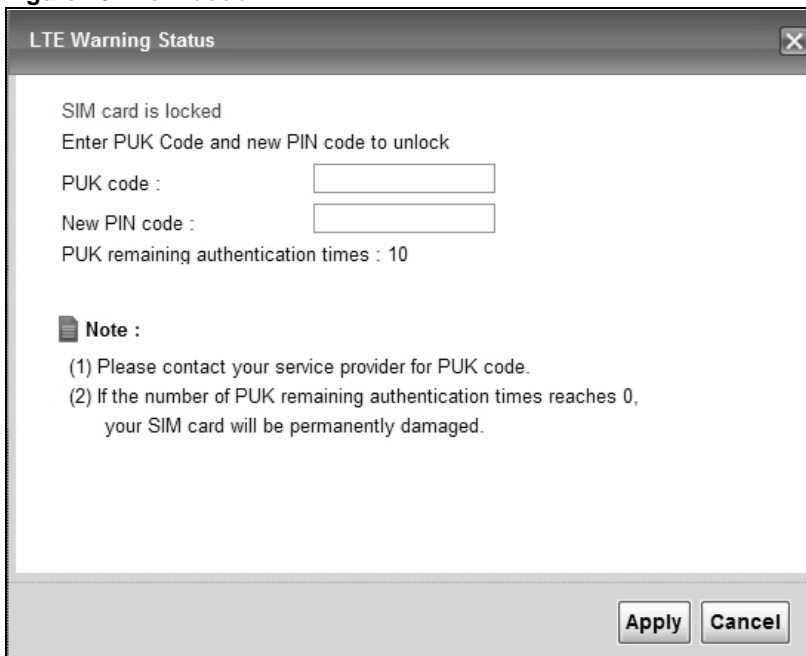 LTE Warning Status
SIM card is locked
Enter PUK Code and new PIN code to unlock
PUK code :
New PIN code :
PUK remaining authentication times : 10
Note :
(1) Please contact your service provider for PUK code.
(2) If the number of PUK remaining authentication times reaches 0,
your SIM card will be permanently damaged.
Apply Cancel